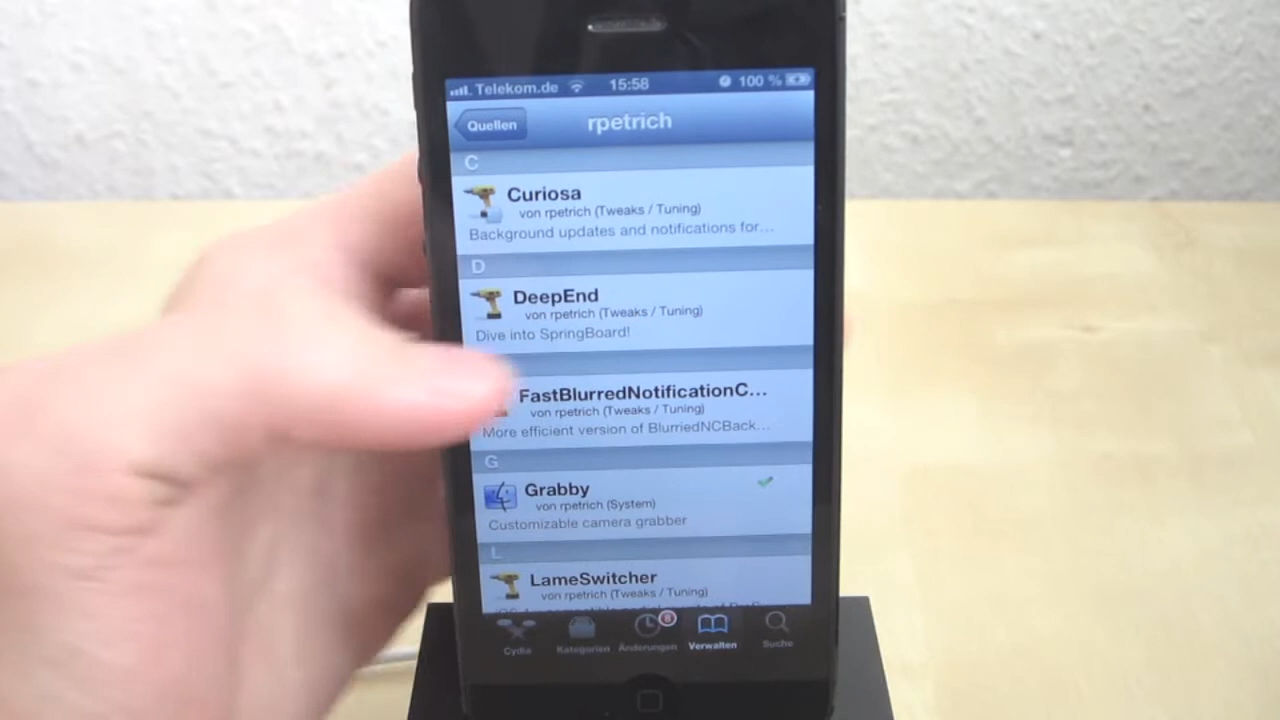 Telekom.de 15:58 100 %
Quellen rpetrich
C
Curiosa
von rpetrich (Tweaks / Tuning)
Background updates and notifications for...
D
DeepEnd
von rpetrich (Tweaks / Tuning)
Dive into SpringBoard!
FastBlurredNotificationC...
von rpetrich (Tweaks / Tuning)
More efficient version of BlurriedNCBack...
G
Grabby
von rpetrich (System)
Customizable camera grabber
L
LameSwitcher
von rpetrich (Tweaks / Tuning)
8
Cydia Kategorien Änderungen Verwalten Suche